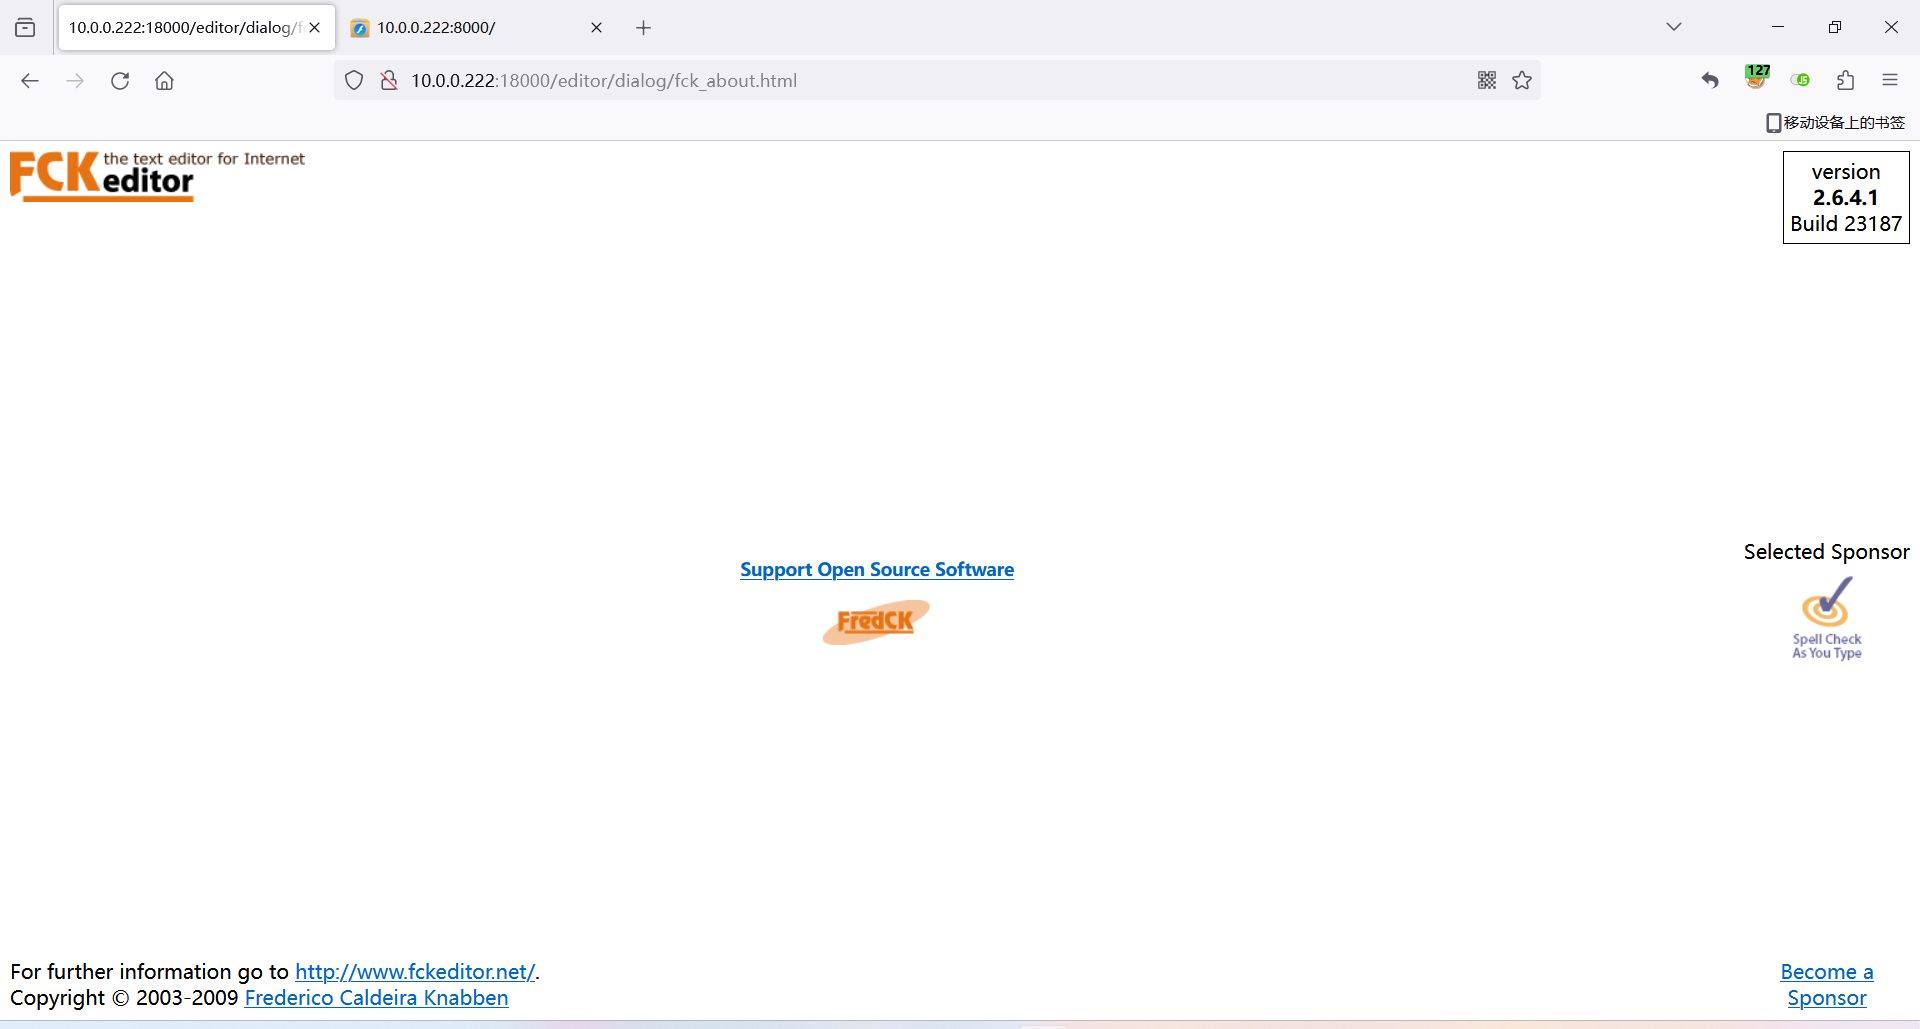 10.0.0.222:18000/editor/dialog/f
10.0.0.222:8000/
10.0.0.222:18000/editor/dialog/fck_about.html
127
JS
移动设备上的书签
FCKeditor the text editor for Internet
version
2.6.4.1
Build 23187
Support Open Source Software
FredCK
Selected Sponsor
Spell Check
As You Type
For further information go to http://www.fckeditor.net/.
Copyright © 2003-2009 Frederico Caldeira Knabben
Become a
Sponsor